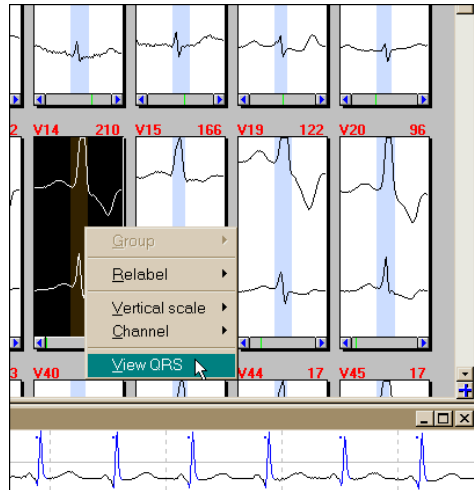 2 V14 210 V15 166 V19 122 V20 96
Group
Relabel
Vertical scale
Channel
View QRS
3 V40 V44 17 V45 17